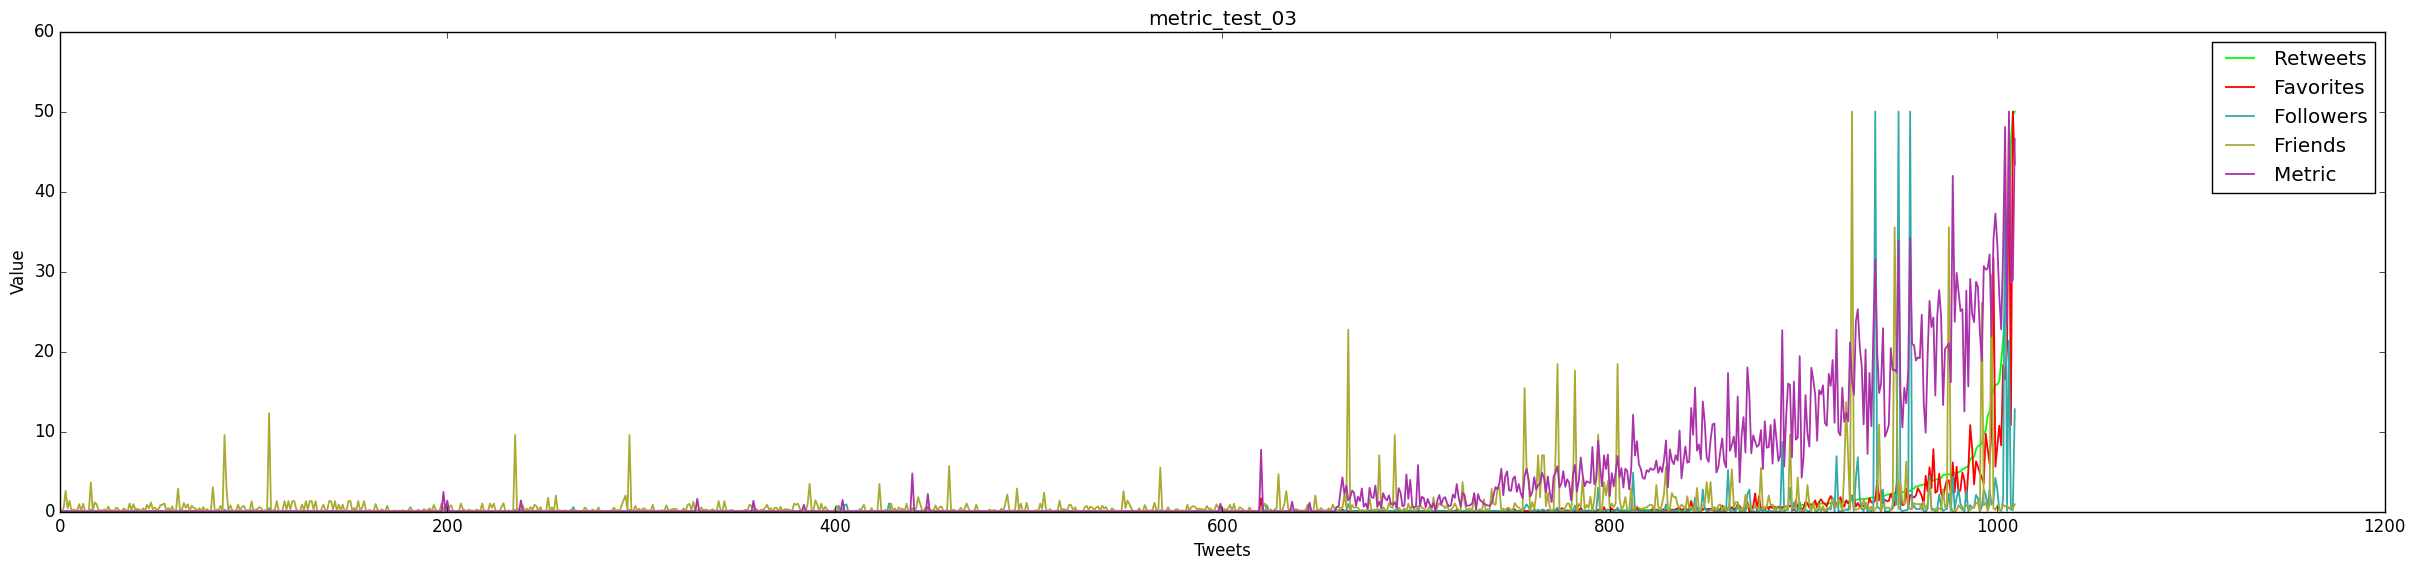 metric_test_03
60
50
40
30
20
10
0
Value
Retweets
Favorites
Followers
Friends
Metric
0 200 400 600 800 1000 1200
Tweets